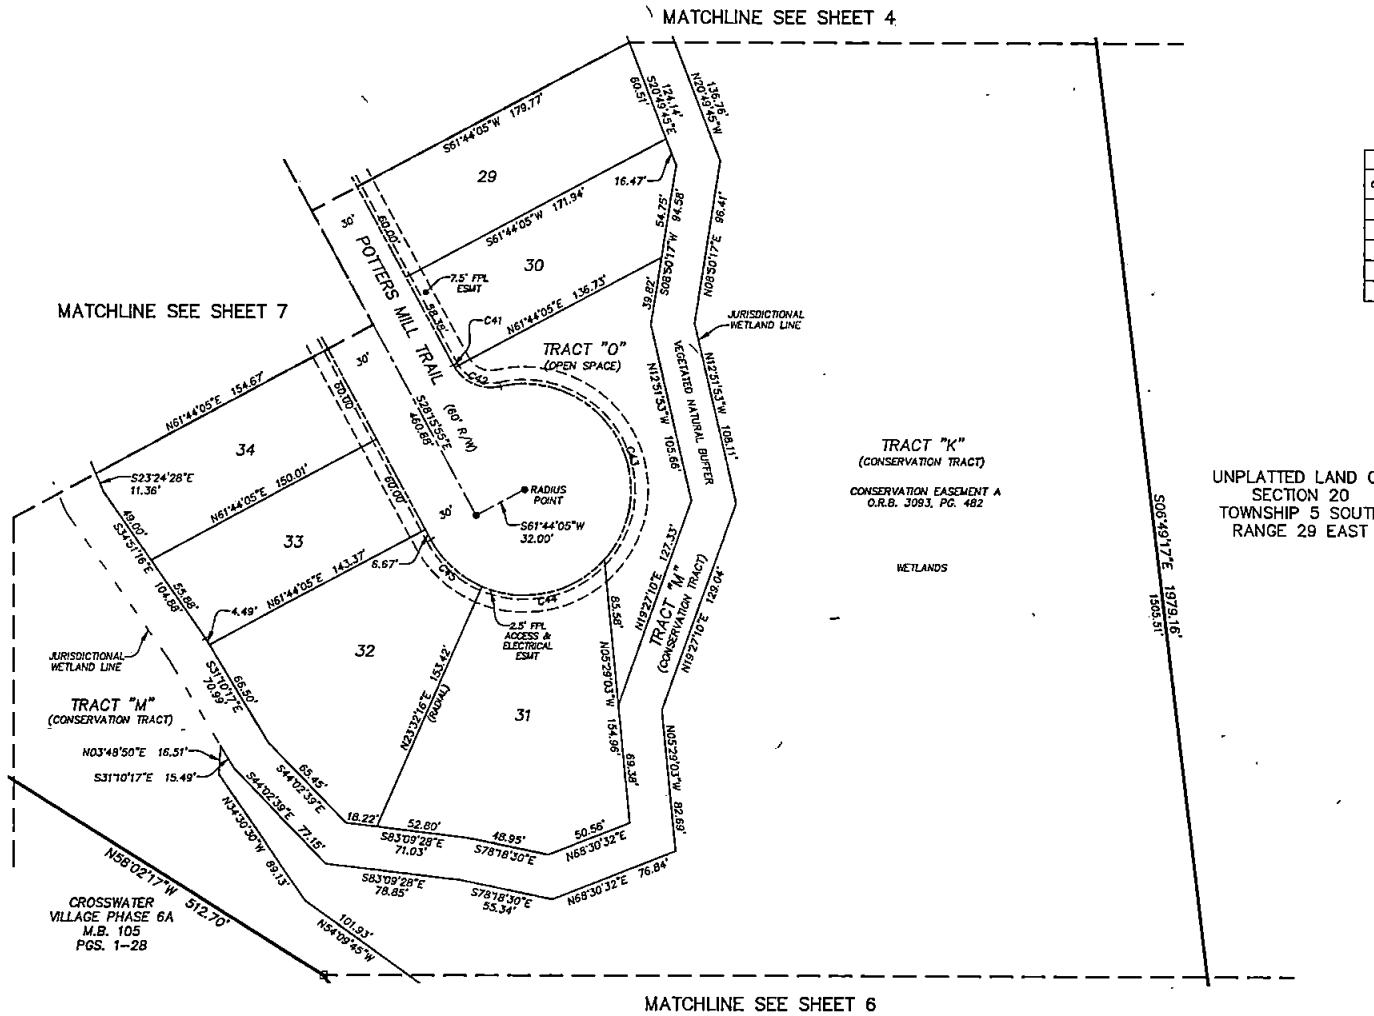 MATCHLINE SEE SHEET 4
136.76'
N20°49'45"W
124.14'
S20°49'45"E
60.51'
S61°44'05"W 179.77'
29
16.47'
30'
60.00'
S61°44'05"W 171.94'
54.75'
S08°50'17"W 94.58'
N08°50'17"E 96.41'
POTTERS MILL TRAIL
30
7.5' FPL
ESMT
58.38'
N61°44'05"E 136.73'
39.82'
MATCHLINE SEE SHEET 7
C41
JURISDICTIONAL
WETLAND LINE
TRACT "O"
(OPEN SPACE)
30'
C42
VEGETATED NATURAL BUFFER
N12°51'53"W 108.11'
N12°51'53"W 105.66'
N61°44'05"E 154.67'
60.00'
S28°15'55"E
460.68'
(60' R/W)
34
S23°24'28"E
11.36'
N61°44'05"E 150.01'
60.00'
C43
RADIUS
POINT
30'
S61°44'05"W
32.00'
TRACT "K"
(CONSERVATION TRACT)
CONSERVATION EASEMENT A
O.R.B. 3093, PG. 482
WETLANDS
S06°49'17"E 1979.16'
1505.51'
UNPLATTED LAND
SECTION 20
TOWNSHIP 5 SOUT
RANGE 29 EAST
49.00'
S34°51'16"E
104.88'
55.88'
33
N61°44'05"E 143.37'
6.67'
C45
C44
85.58'
N19°27'10"E 127.33'
TRACT "M"
(CONSERVATION TRACT)
N19°27'10"E 129.04'
4.49'
2.5' FPL
ACCESS &
ELECTRICAL
ESMT
JURISDICTIONAL
WETLAND LINE
32
S31°10'17"E
70.99'
66.50'
N23°32'16"E 153.42'
(RADIAL)
31
N05°29'03"W 154.96'
69.38'
TRACT "M"
(CONSERVATION TRACT)
N03°48'50"E 16.51'
S31°10'17"E 15.49'
65.45'
S44°02'39"E
S44°02'39"E 77.15'
N05°29'03"W 82.69'
18.22'
52.80'
S83°09'28"E
71.03'
48.95'
S78°18'30"E
50.56'
N68°30'32"E
N34°30'30"W 89.13'
S83°09'28"E
78.85'
S78°18'30"E
55.34'
N68°30'32"E 76.84'
N58°02'17"W 512.70'
CROSSWATER
VILLAGE PHASE 6A
M.B. 105
PGS. 1-28
101.93'
N54°09'45"W
MATCHLINE SEE SHEET 6